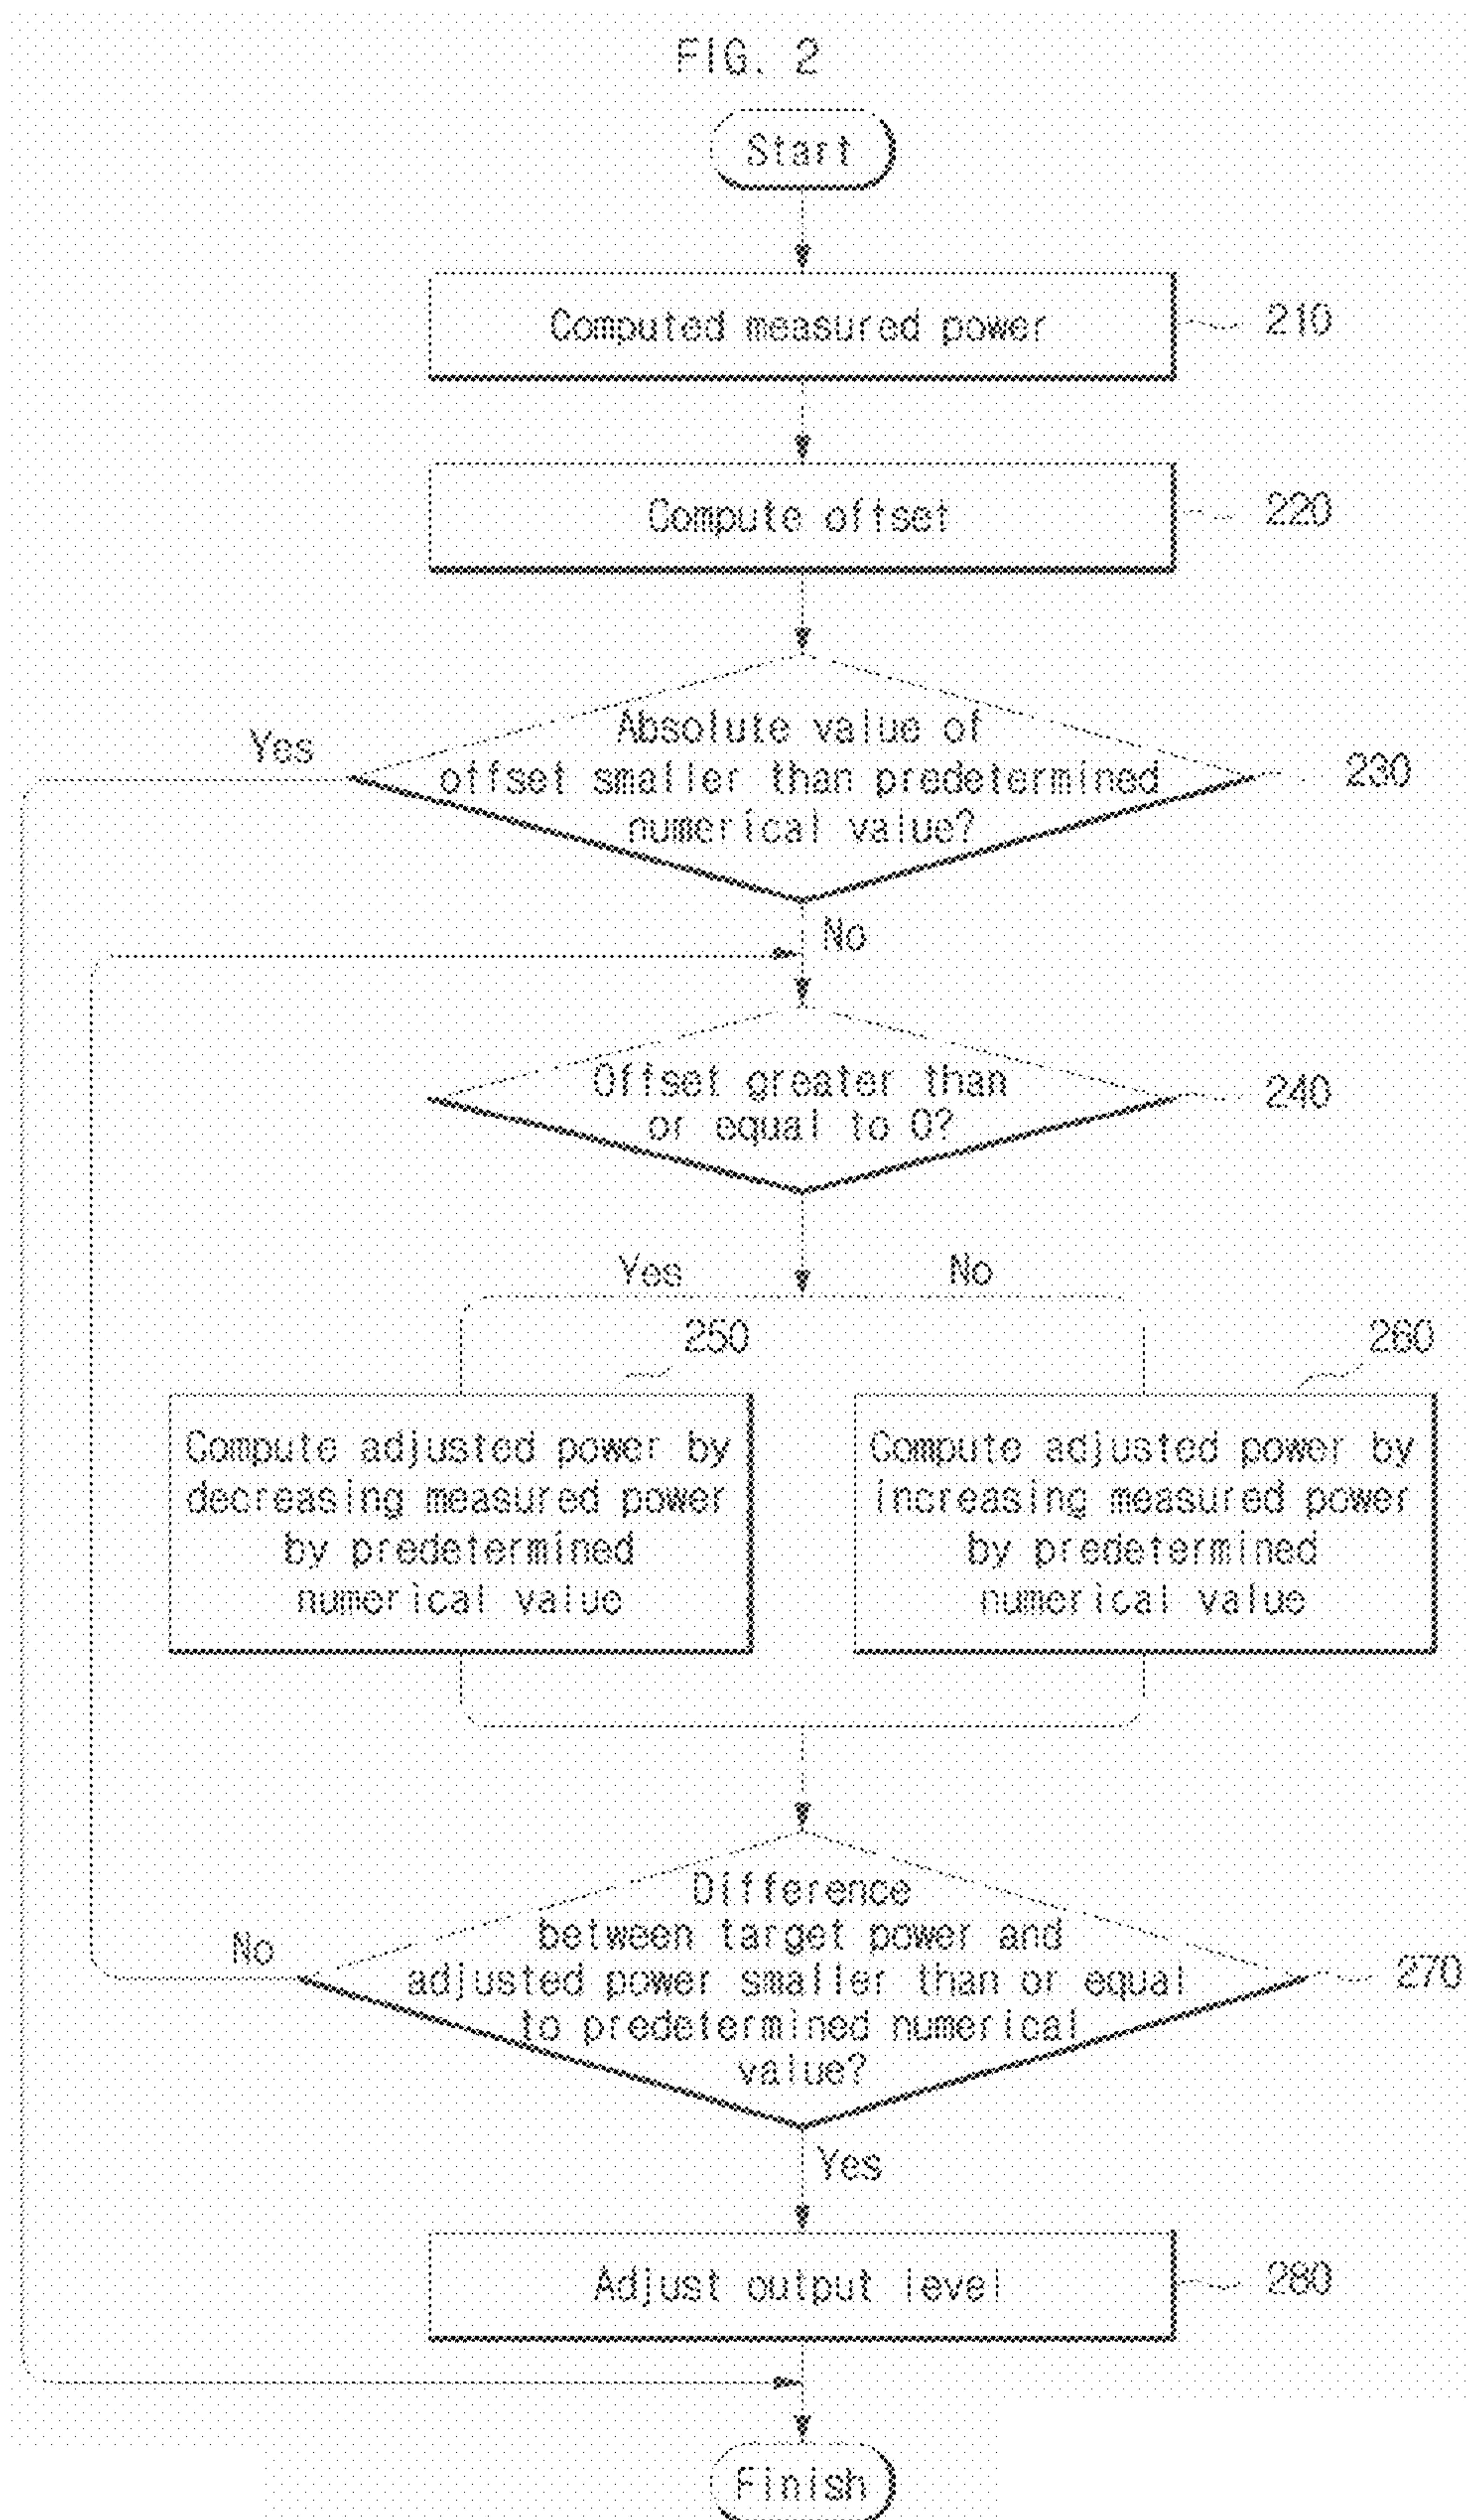 FIG. 2
Start
Computed measured power
210
Compute offset
220
Absolute value of
offset smaller than predetermined
numerical value?
230
Yes
No
Offset greater than
or equal to 0?
240
Yes
No
250
260
Compute adjusted power by
decreasing measured power
by predetermined
numerical value
Compute adjusted power by
increasing measured power
by predetermined
numerical value
Difference
between target power and
adjusted power smaller than or equal
to predetermined numerical
value?
270
No
Yes
Adjust output level
280
Finish